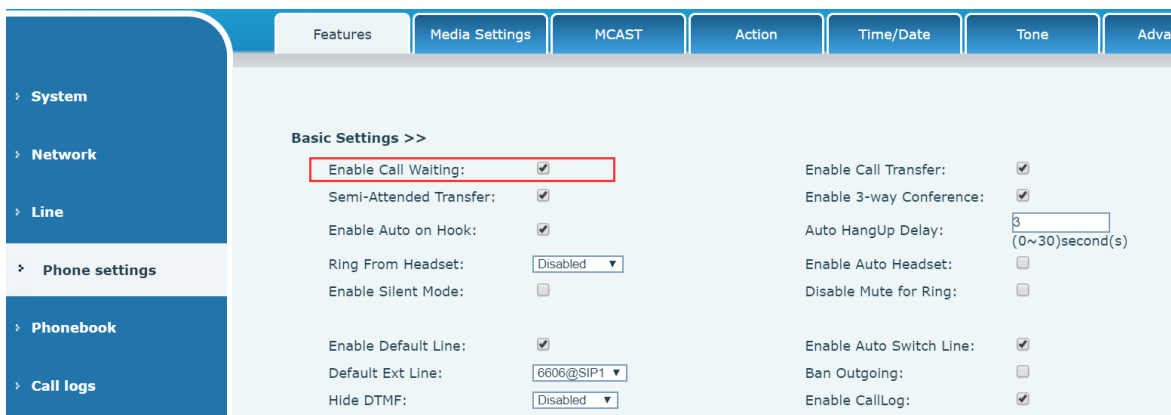 Features Media Settings MCAST Action Time/Date Tone Adva
System
Network
Line
Phone settings
Phonebook
Call logs
Basic Settings >>
Enable Call Waiting: Enable Call Transfer:
Semi-Attended Transfer: Enable 3-way Conference:
Enable Auto on Hook: Auto HangUp Delay: 3
(0~30)second(s)
Ring From Headset: Disabled Enable Auto Headset:
Enable Silent Mode: Disable Mute for Ring:
Enable Default Line: Enable Auto Switch Line:
Default Ext Line: 6606@SIP1 Ban Outgoing:
Hide DTMF: Disabled Enable CallLog: